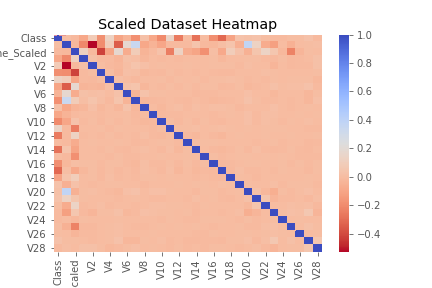 Scaled Dataset Heatmap
Class
ne_Scaled
V2
V4
V6
V8
V10
V12
V14
V16
V18
V20
V22
V24
V26
V28
Class
caled
V2
V4
V6
V8
V10
V12
V14
V16
V18
V20
V22
V24
V26
V28
1.0
0.8
0.6
0.4
0.2
0.0
−0.2
−0.4